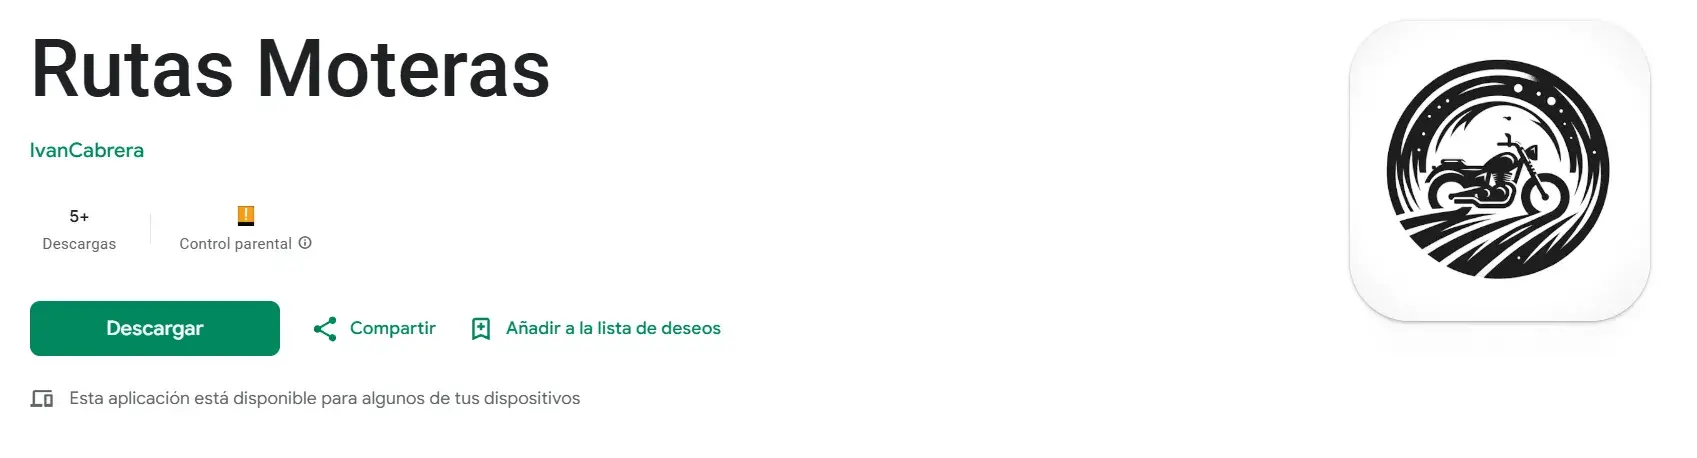 Rutas Moteras
IvanCabrera
5+
Descargas
Control parental
Descargar
Compartir
Añadir a la lista de deseos
Esta aplicación está disponible para algunos de tus dispositivos